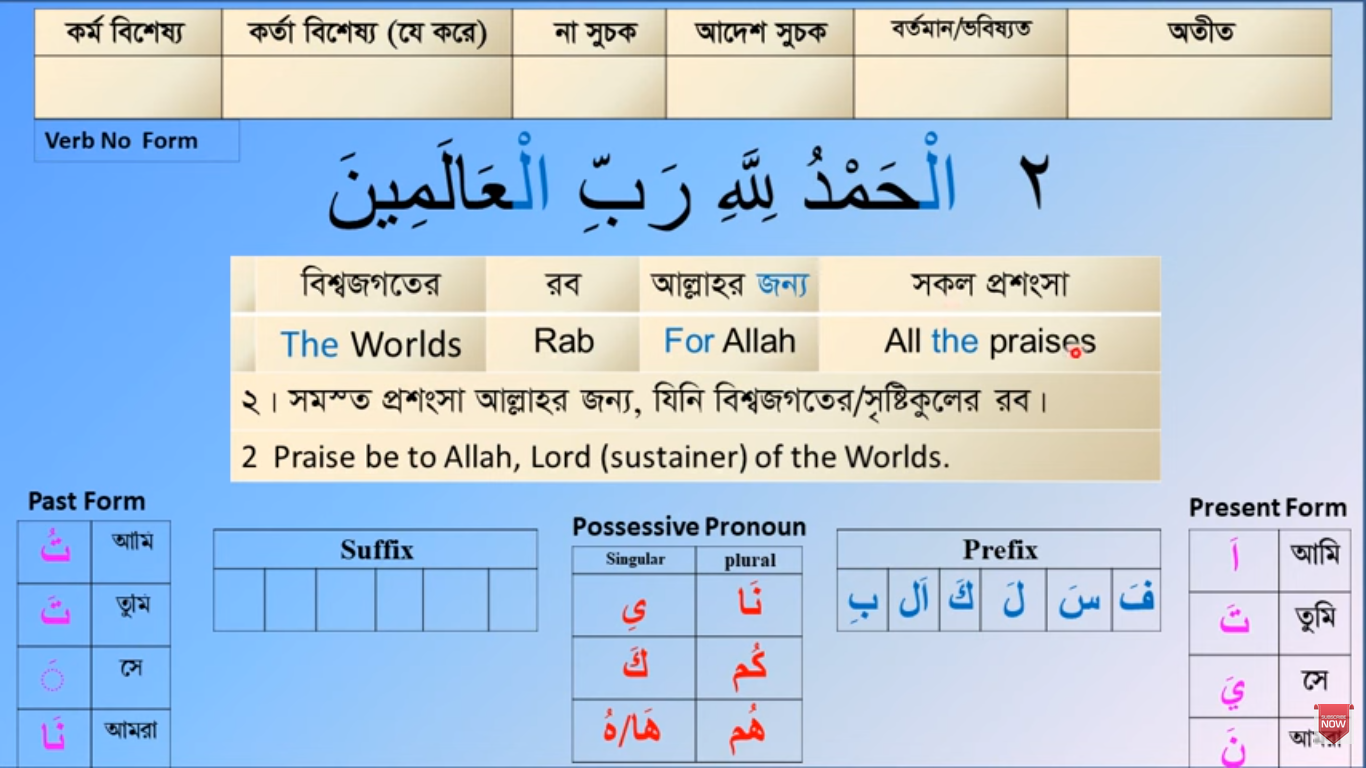 কর্ম বিশেষ্য কর্তা বিশেষ্য (যে করে) না সুচক আদেশ সুচক বর্তমান/ভবিষ্যত অতীত
Verb No Form
٢ الْحَمْدُ لِلَّهِ رَبِّ الْعَالَمِينَ
বিশ্বজগতের রব আল্লাহর জন্য সকল প্রশংসা
The Worlds Rab For Allah All the praises
২। সমস্ত প্রশংসা আল্লাহর জন্য, যিনি বিশ্বজগতের/সৃষ্টিকুলের রব।
2 Praise be to Allah, Lord (sustainer) of the Worlds.
Past Form
تُ আমি
تَ তুমি
َ সে
نَا আমরা
Suffix
Possessive Pronoun
Singular plural
يِ نَا
كَ كُم
هَا/هُ هُم
Prefix
بِ اَل كَ لَ سَ فَ
Present Form
اَ আমি
تَ তুমি
يَ সে
نَ আমরা
SUBSCRIBE
NOW